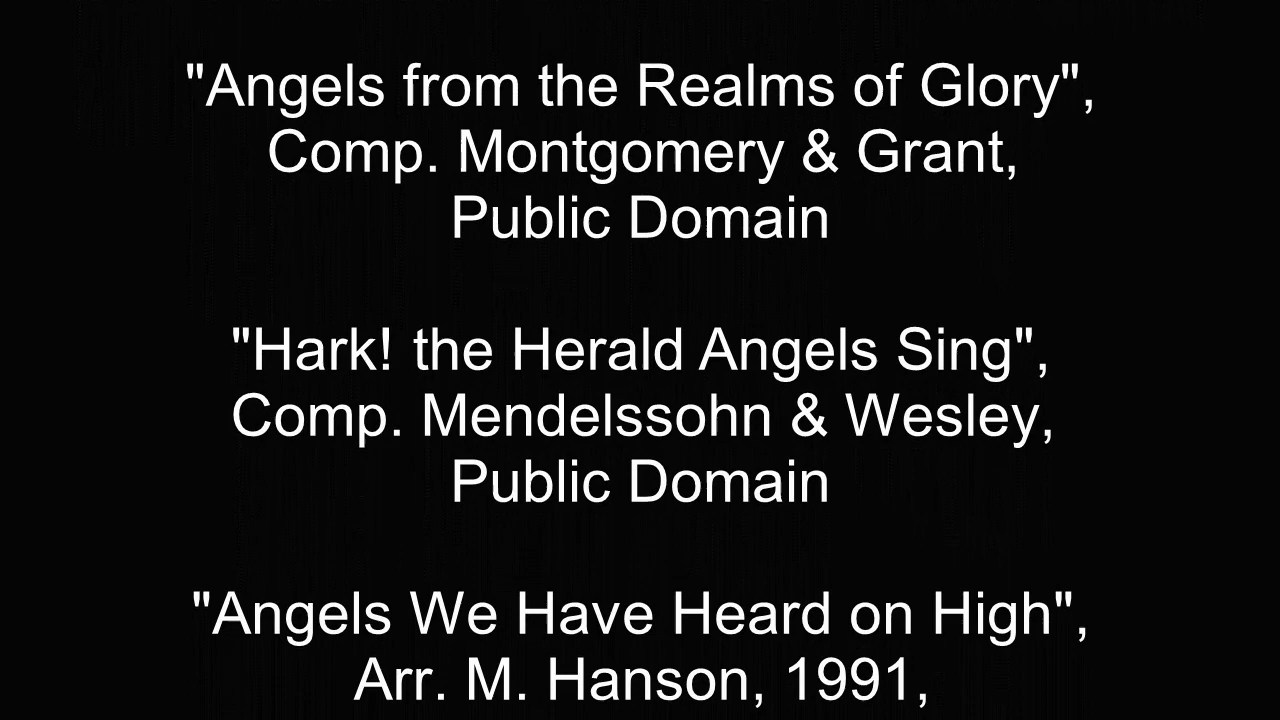 "Angels from the Realms of Glory",
Comp. Montgomery & Grant,
Public Domain
"Hark! the Herald Angels Sing",
Comp. Mendelssohn & Wesley,
Public Domain
"Angels We Have Heard on High",
Arr. M. Hanson, 1991,